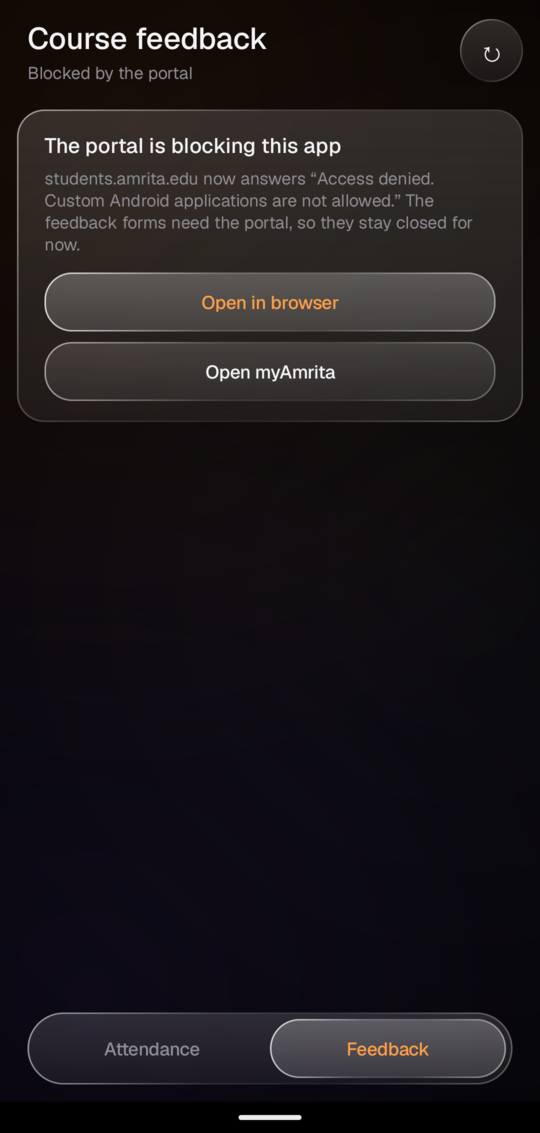 Course feedback
Blocked by the portal
↻
The portal is blocking this app
students.amrita.edu now answers “Access denied.
Custom Android applications are not allowed.” The
feedback forms need the portal, so they stay closed for
now.
Open in browser
Open myAmrita
Attendance
Feedback